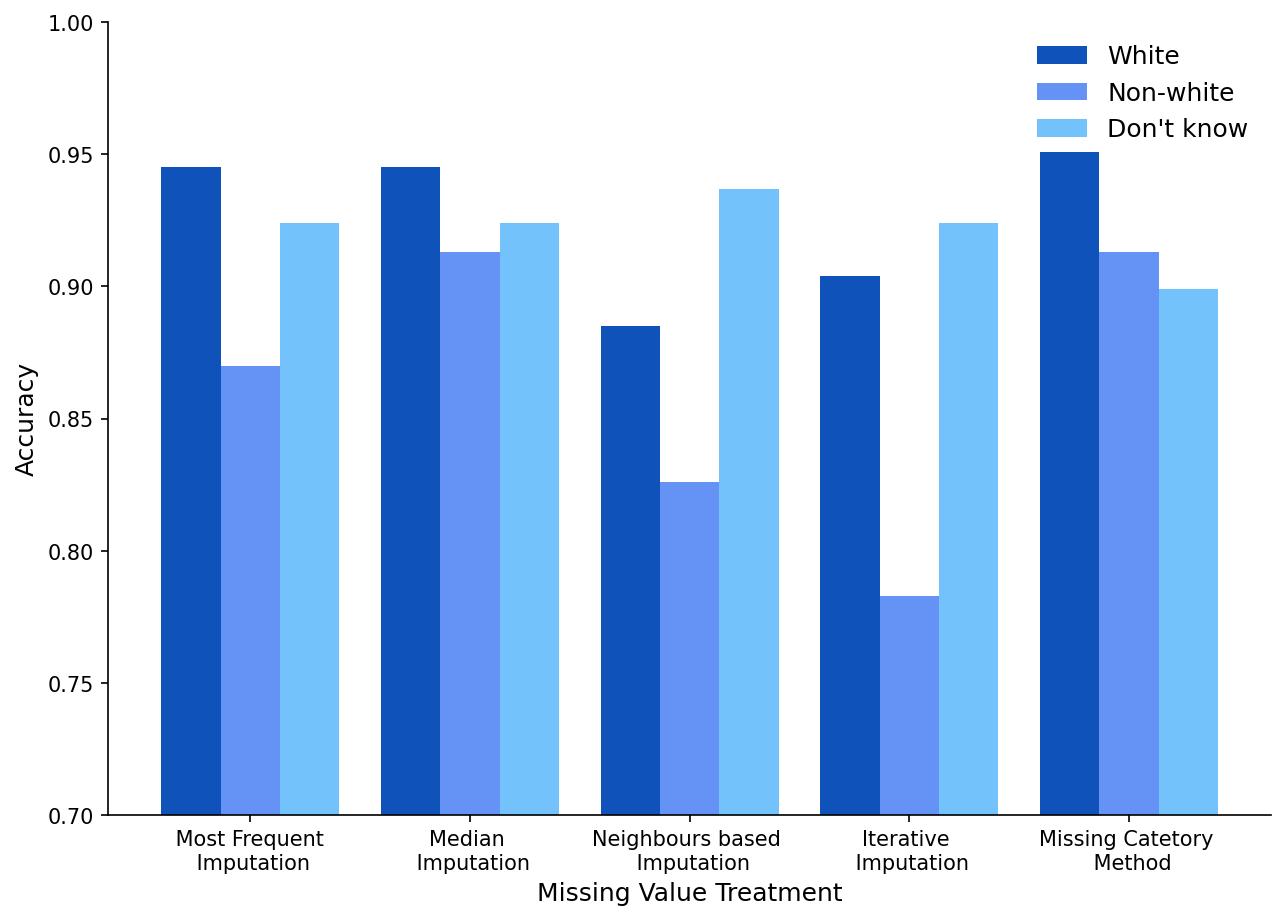 1.00
0.95
0.90
0.85
0.80
0.75
0.70
Accuracy
White
Non-white
Don't know
Most Frequent
Imputation
Median
Imputation
Neighbours based
Imputation
Iterative
Imputation
Missing Catetory
Method
Missing Value Treatment